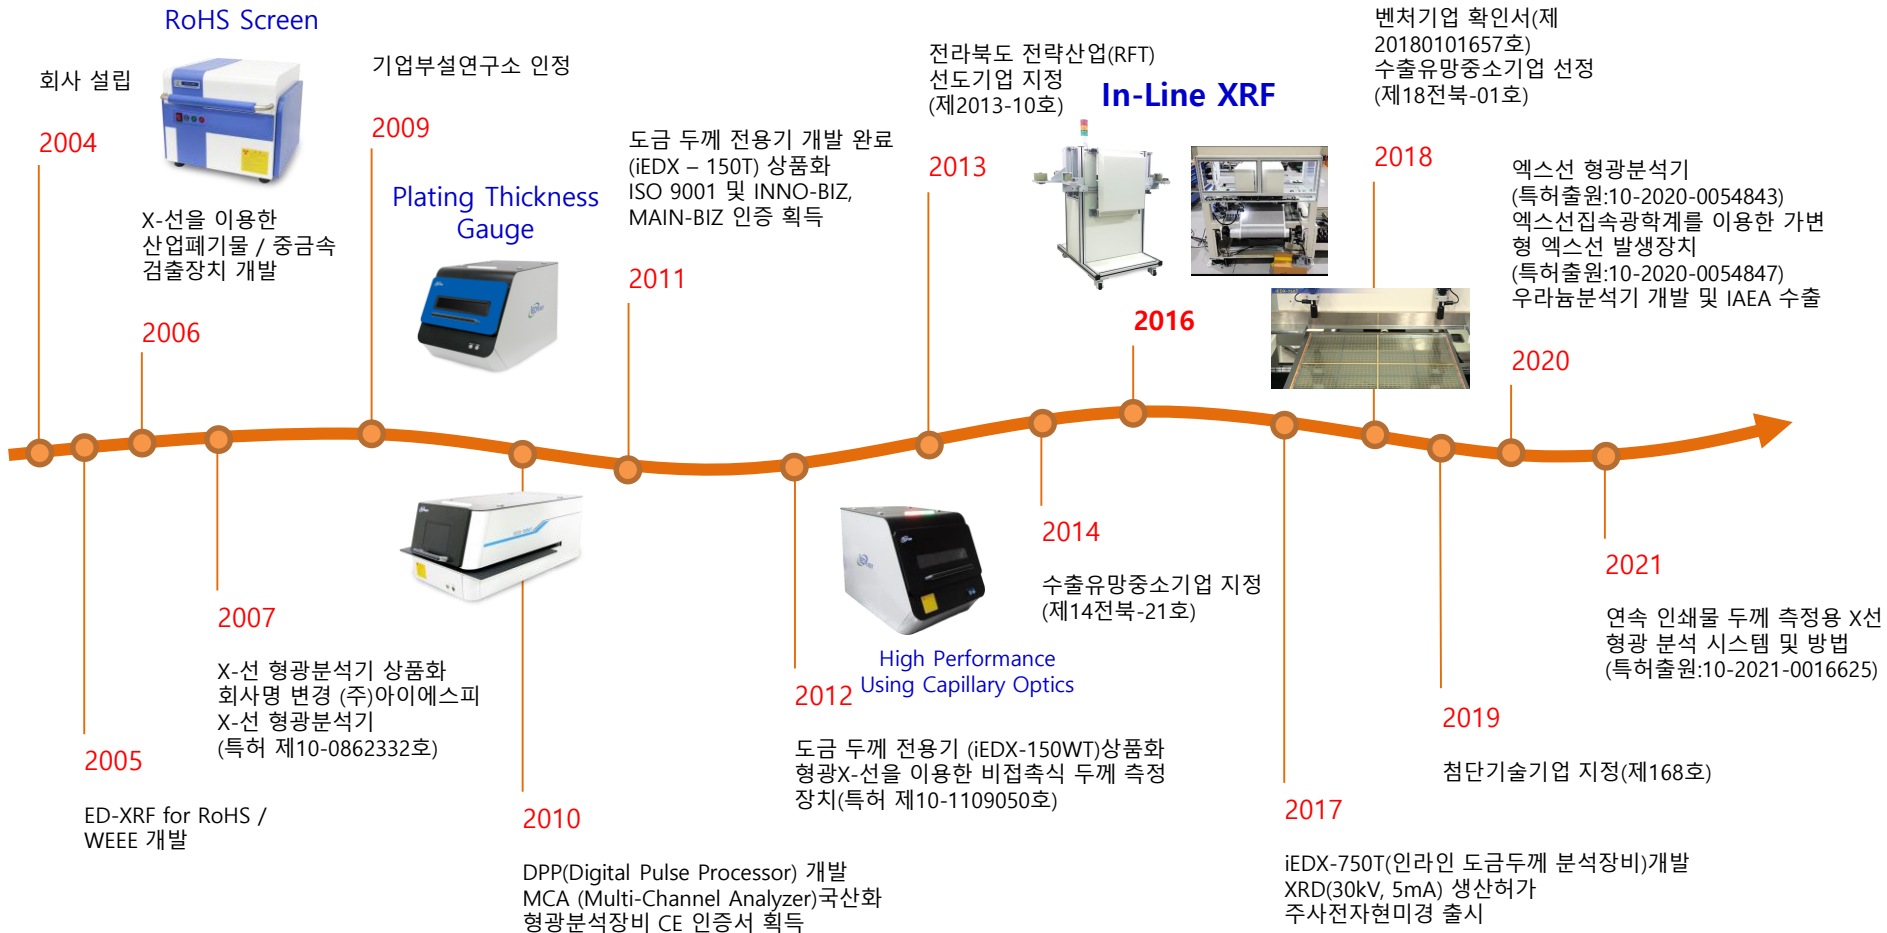 RoHS Screen
회사 설립
2004
X-선을 이용한
산업폐기물 / 중금속
검출장치 개발
2006
기업부설연구소 인정
2009
Plating Thickness
Gauge
도금 두께 전용기 개발 완료
(iEDX – 150T) 상품화
ISO 9001 및 INNO-BIZ,
MAIN-BIZ 인증 획득
2011
전라북도 전략산업(RFT)
선도기업 지정
(제2013-10호)
2013
In-Line XRF
2016
벤처기업 확인서(제
20180101657호)
수출유망중소기업 선정
(제18전북-01호)
2018
엑스선 형광분석기
(특허출원:10-2020-0054843)
엑스선집속광학계를 이용한 가변
형 엑스선 발생장치
(특허출원:10-2020-0054847)
우라늄분석기 개발 및 IAEA 수출
2020
2005
ED-XRF for RoHS /
WEEE 개발
2007
X-선 형광분석기 상품화
회사명 변경 (주)아이에스피
X-선 형광분석기
(특허 제10-0862332호)
2010
DPP(Digital Pulse Processor) 개발
MCA (Multi-Channel Analyzer)국산화
형광분석장비 CE 인증서 획득
High Performance
Using Capillary Optics
2012
도금 두께 전용기 (iEDX-150WT)상품화
형광X-선을 이용한 비접촉식 두께 측정
장치(특허 제10-1109050호)
2014
수출유망중소기업 지정
(제14전북-21호)
2017
iEDX-750T(인라인 도금두께 분석장비)개발
XRD(30kV, 5mA) 생산허가
주사전자현미경 출시
2019
첨단기술기업 지정(제168호)
2021
연속 인쇄물 두께 측정용 X선
형광 분석 시스템 및 방법
(특허출원:10-2021-0016625)